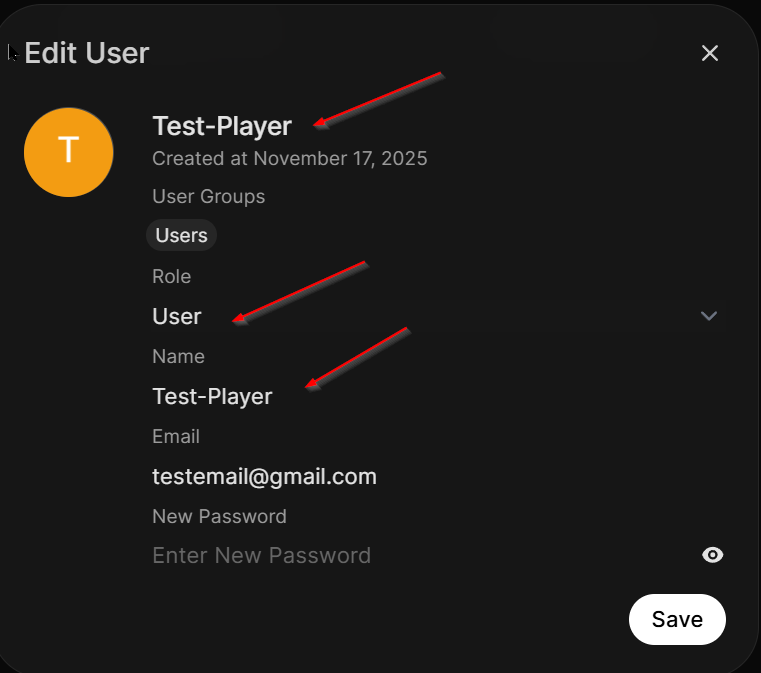 Edit User
T
Test-Player
Created at November 17, 2025
User Groups
Users
Role
User
Name
Test-Player
Email
testemail@gmail.com
New Password
Enter New Password
Save